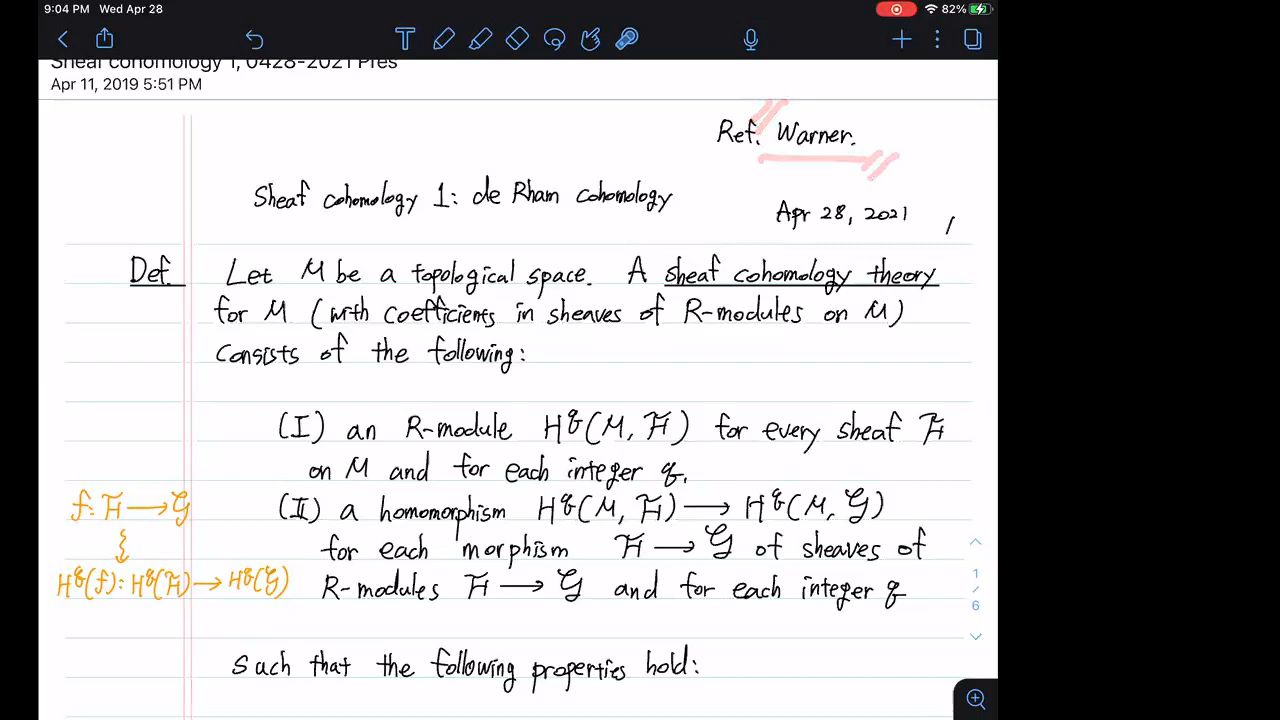 9:04 PM Wed Apr 28
82%
Sheaf cohomology 1, 0428-2021 Pres
Apr 11, 2019 5:51 PM
Ref. Warner.
Sheaf cohomology 1: de Rham cohomology
Apr 28, 2021 /
Def. Let M be a topological space. A sheaf cohomology theory
for M (with coefficients in sheaves of R-modules on M)
consists of the following:
(I) an R-module H^q(M, F) for every sheaf F
on M and for each integer q.
f: F → G
(II) a homomorphism H^q(M, F) → H^q(M, G)
for each morphism F → G of sheaves of
H^q(f): H^q(F) → H^q(G)
R-modules F → G and for each integer q
1
/
6
such that the following properties hold: